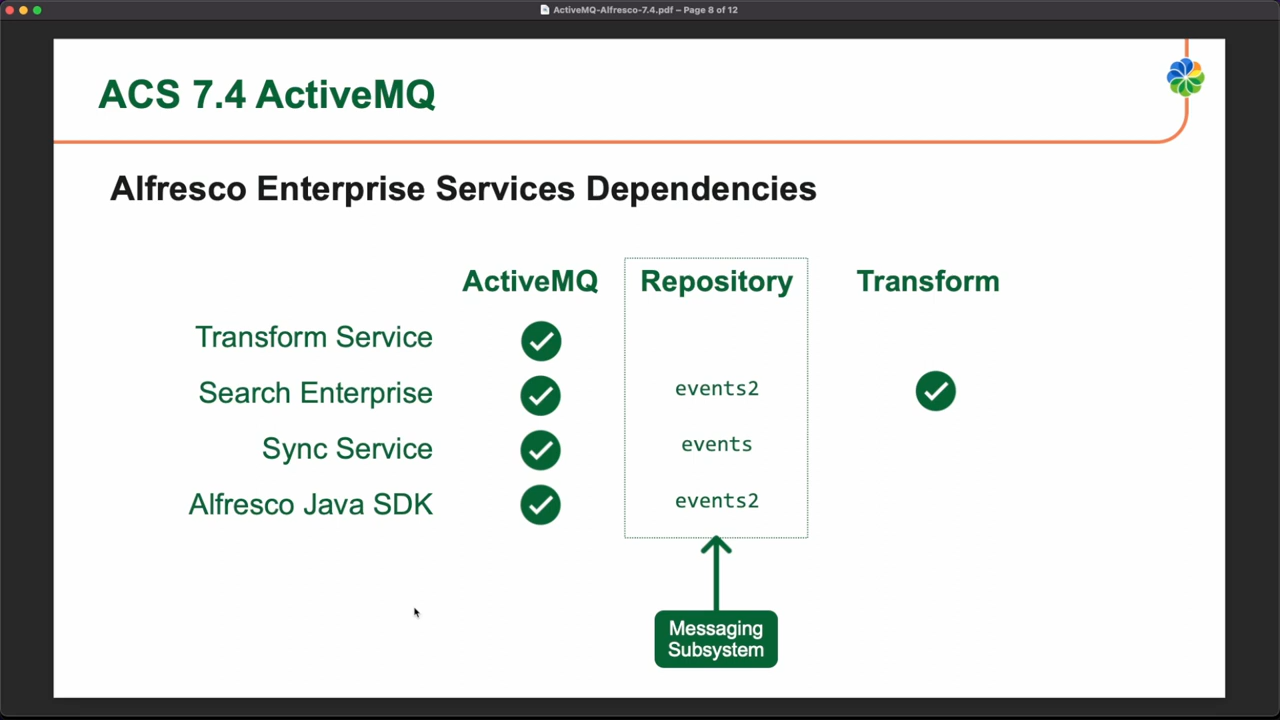 ActiveMQ-Alfresco-7.4.pdf – Page 8 of 12
ACS 7.4 ActiveMQ
Alfresco Enterprise Services Dependencies
ActiveMQ Repository Transform
Transform Service
Search Enterprise events2
Sync Service events
Alfresco Java SDK events2
Messaging
Subsystem